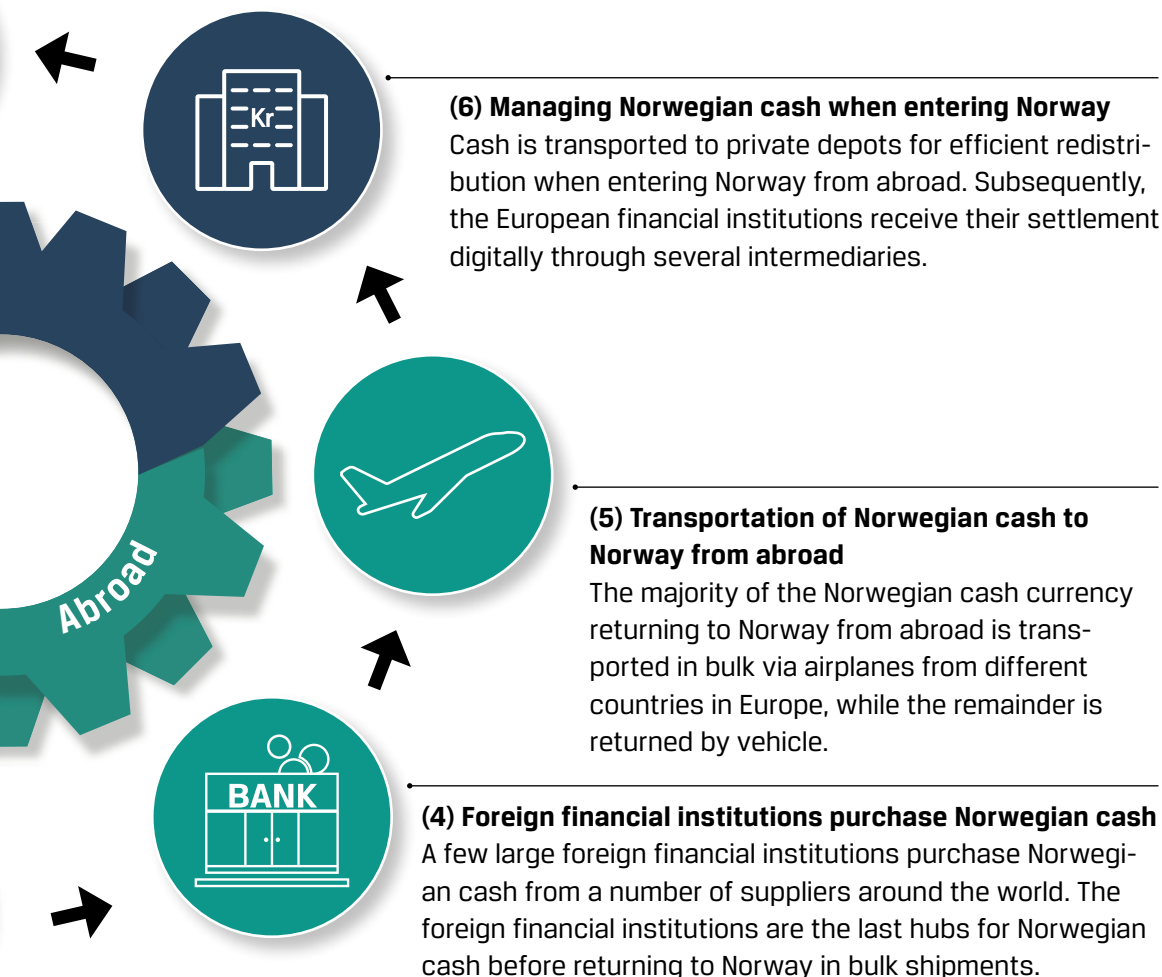 Kr
(6) Managing Norwegian cash when entering Norway
Cash is transported to private depots for efficient redistri-
bution when entering Norway from abroad. Subsequently,
the European financial institutions receive their settlement
digitally through several intermediaries.
(5) Transportation of Norwegian cash to
Norway from abroad
The majority of the Norwegian cash currency
returning to Norway from abroad is trans-
ported in bulk via airplanes from different
countries in Europe, while the remainder is
returned by vehicle.
Abroad
BANK
(4) Foreign financial institutions purchase Norwegian cash
A few large foreign financial institutions purchase Norwegi-
an cash from a number of suppliers around the world. The
foreign financial institutions are the last hubs for Norwegian
cash before returning to Norway in bulk shipments.